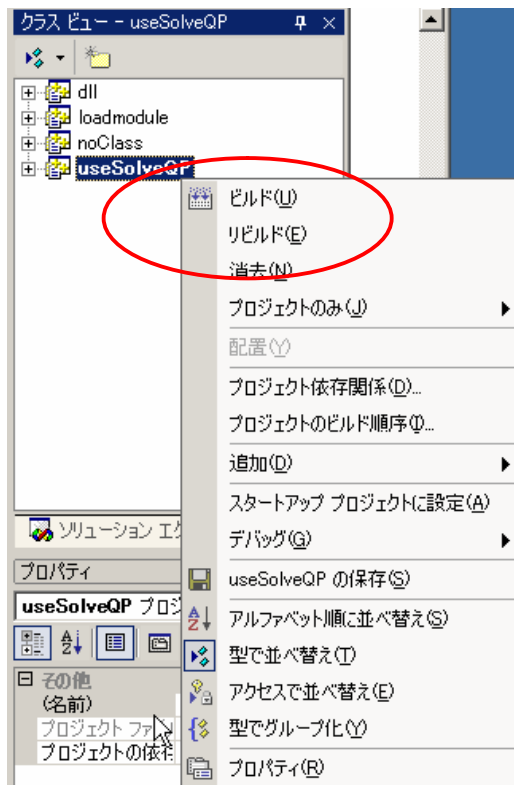 クラス ビュー - useSolveQP
dll
loadmodule
noClass
useSolveQP
ビルド(U)
リビルド(E)
消去(N)
プロジェクトのみ(J)
配置(Y)
プロジェクト依存関係(D)...
プロジェクトのビルド順序(I)...
追加(D)
スタートアップ プロジェクトに設定(A)
デバッグ(G)
useSolveQP の保存(S)
アルファベット順に並べ替え(S)
型で並べ替え(T)
アクセスで並べ替え(E)
型でグループ化(Y)
プロパティ(R)
ソリューション エク
プロパティ
useSolveQP プロジ
その他
(名前)
プロジェクト ファ
プロジェクトの依存